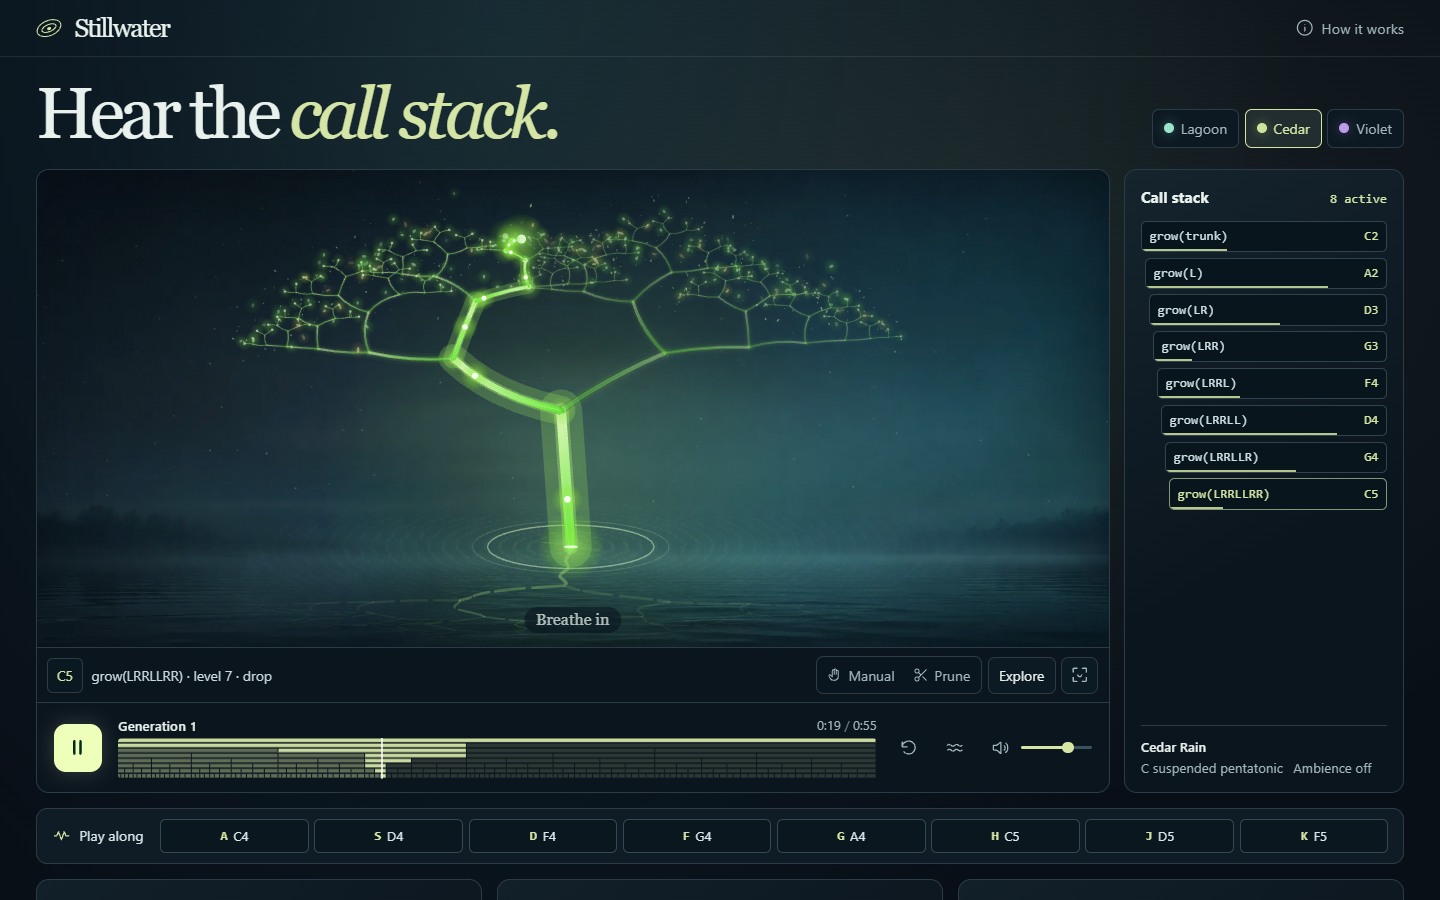 Stillwater
How it works
Hear the call stack.
Lagoon
Cedar
Violet
Call stack
8 active
grow(trunk) C2
grow(L) A2
grow(LR) D3
grow(LRR) G3
grow(LRRL) F4
grow(LRRLL) D4
grow(LRRLLR) G4
grow(LRRLLRR) C5
Breathe in
C5 grow(LRRLLRR) · level 7 · drop
Manual
Prune
Explore
Generation 1
0:19 / 0:55
Cedar Rain
C suspended pentatonic Ambience off
Play along
A C4
S D4
D F4
F G4
G A4
H C5
J D5
K F5